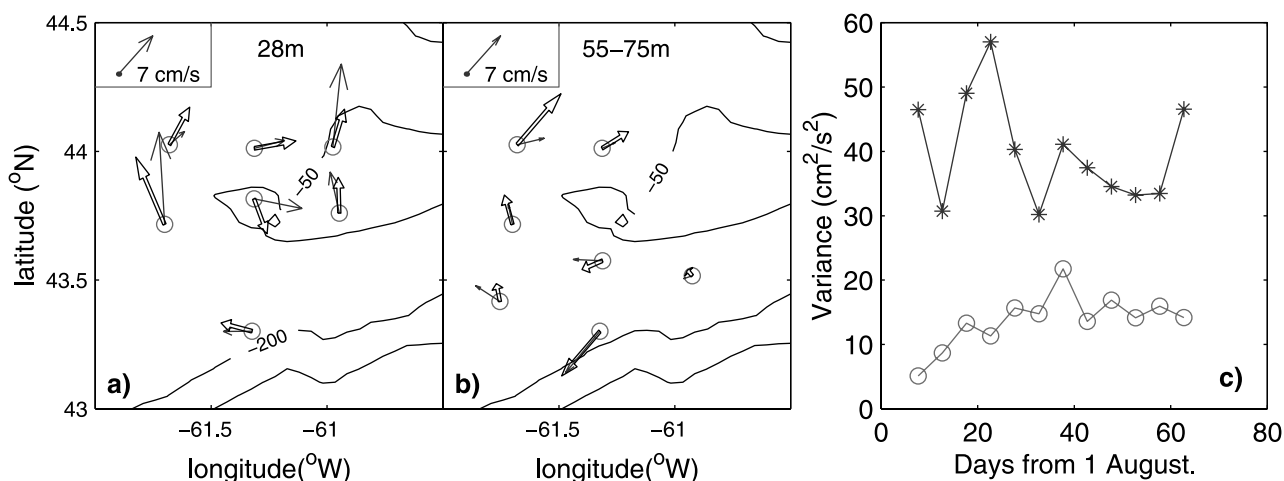 44.5
44
43.5
43
latitude (°N)
7 cm/s
28m
−50
−200
a)
−61.5
−61
longitude(°W)
7 cm/s
55−75m
−50
b)
−61.5
−61
longitude(°W)
60
50
40
30
20
10
0
Variance (cm²/s²)
c)
0
20
40
60
80
Days from 1 August.